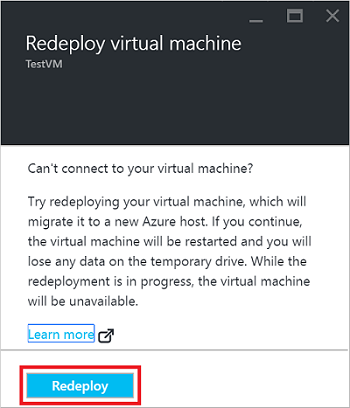 Redeploy virtual machine
TestVM
Can't connect to your virtual machine?
Try redeploying your virtual machine, which will
migrate it to a new Azure host. If you continue,
the virtual machine will be restarted and you will
lose any data on the temporary drive. While the
redeployment is in progress, the virtual machine
will be unavailable.
Learn more
Redeploy